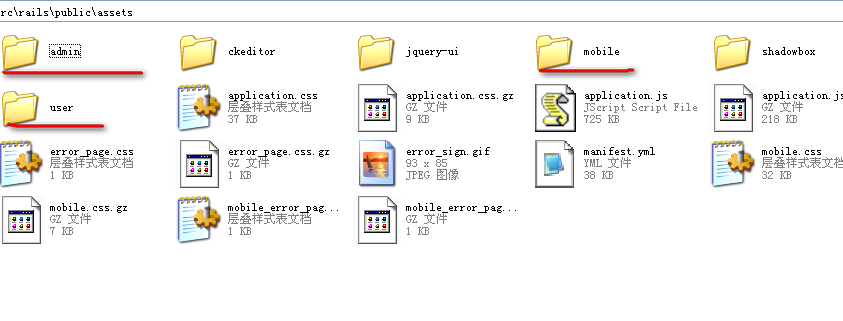 rc\rails\public\assets
admin
ckeditor
jquery-ui
mobile
shadowbox
user
application.css
层叠样式表文档
37 KB
application.css.gz
GZ 文件
9 KB
application.js
JScript Script File
725 KB
application.js
GZ 文件
218 KB
error_page.css
层叠样式表文档
1 KB
error_page.css.gz
GZ 文件
1 KB
error_sign.gif
93 x 85
JPEG 图像
manifest.yml
YML 文件
38 KB
mobile.css
层叠样式表文档
32 KB
mobile.css.gz
GZ 文件
7 KB
mobile_error_pag...
层叠样式表文档
1 KB
mobile_error_pag...
GZ 文件
1 KB